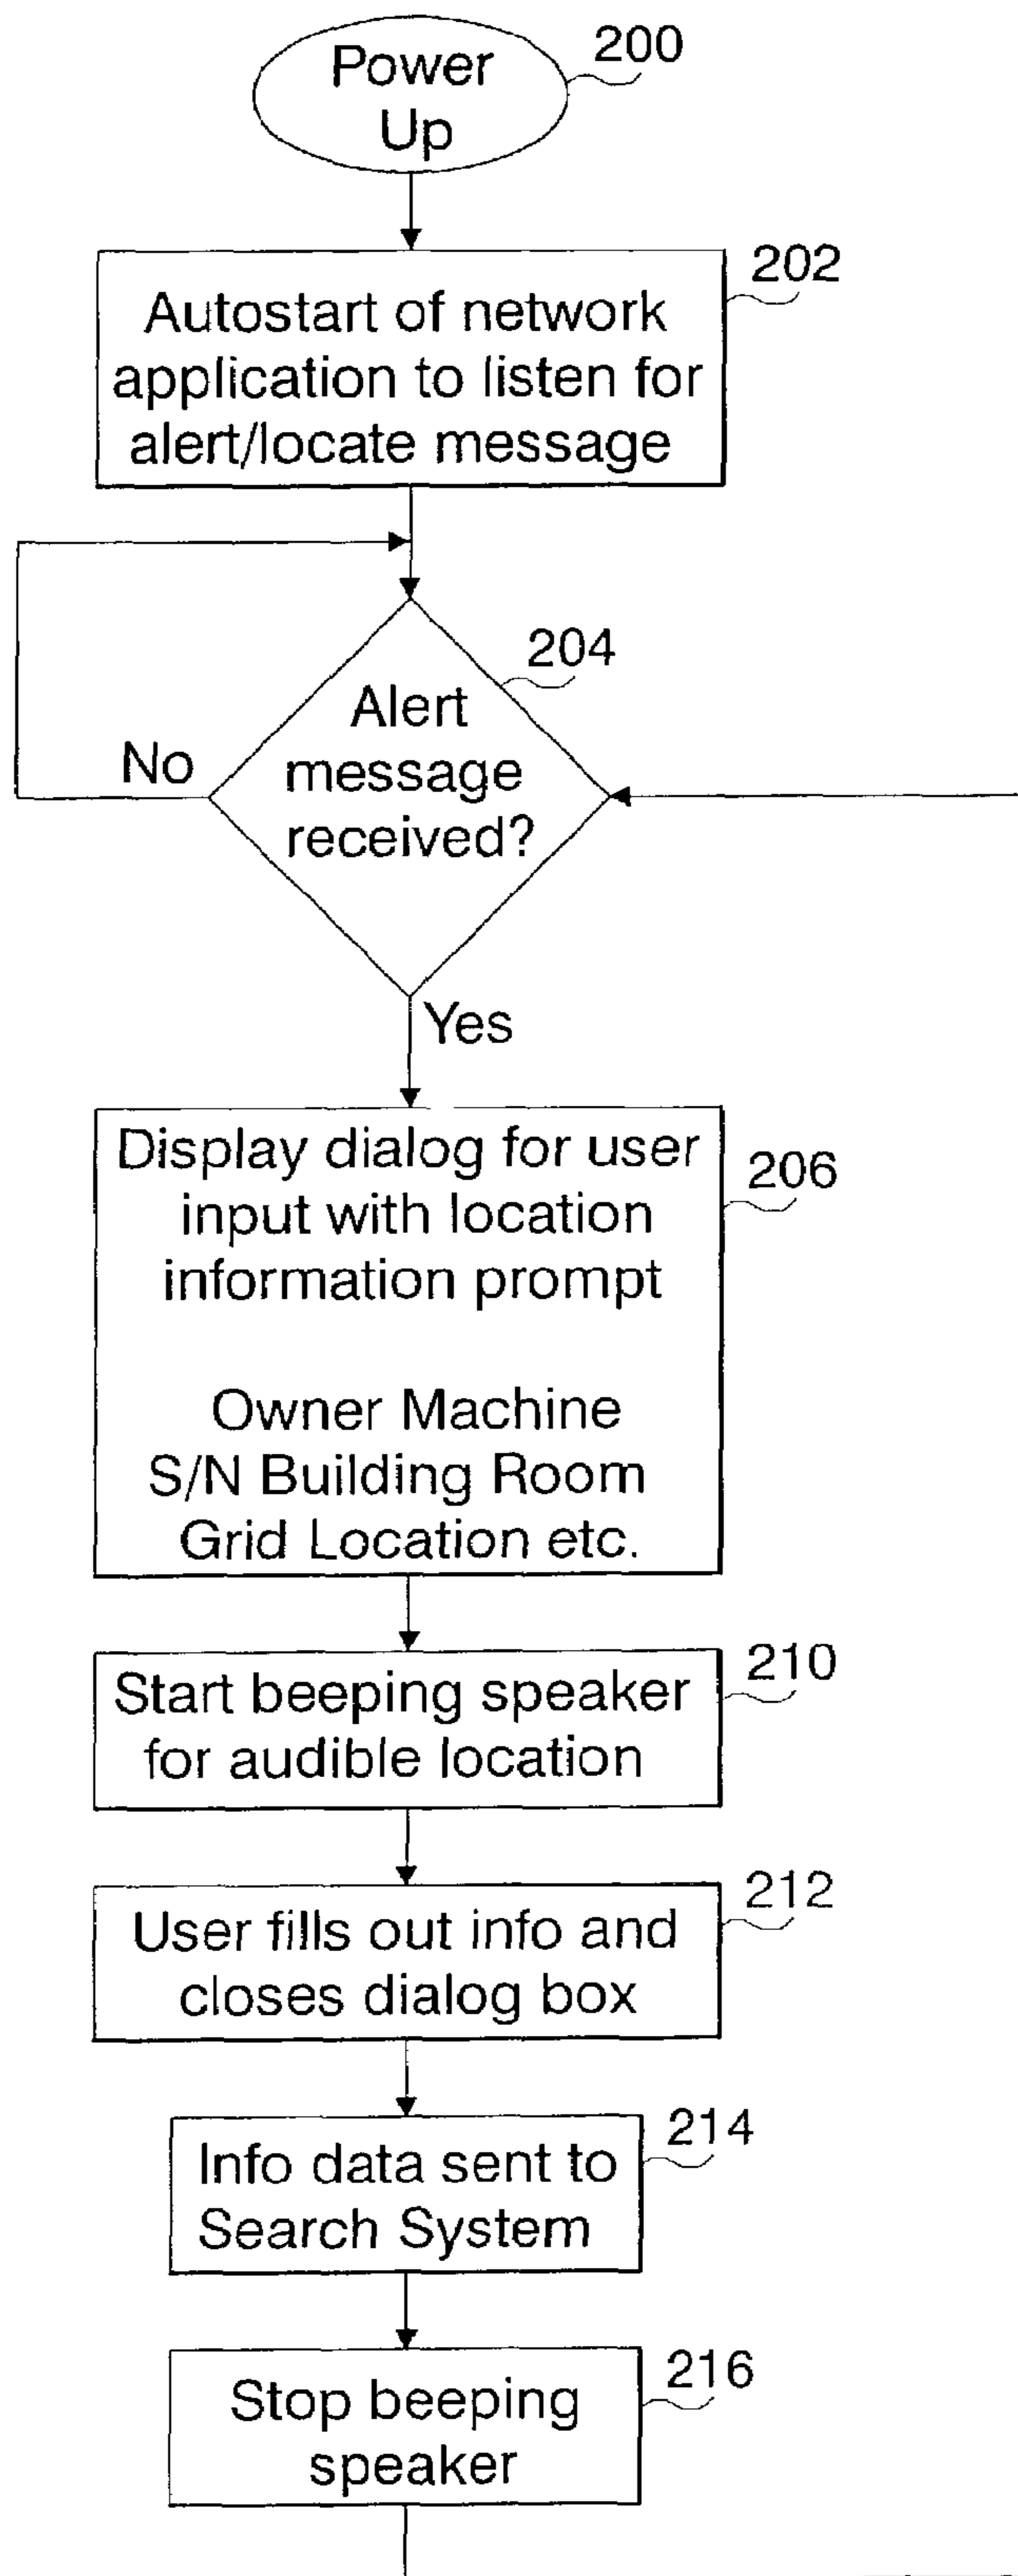 Power
Up
200
Autostart of network
application to listen for
alert/locate message
202
Alert
message
received?
204
No
Yes
Display dialog for user
input with location
information prompt
Owner Machine
S/N Building Room
Grid Location etc.
206
Start beeping speaker
for audible location
210
User fills out info and
closes dialog box
212
Info data sent to
Search System
214
Stop beeping
speaker
216